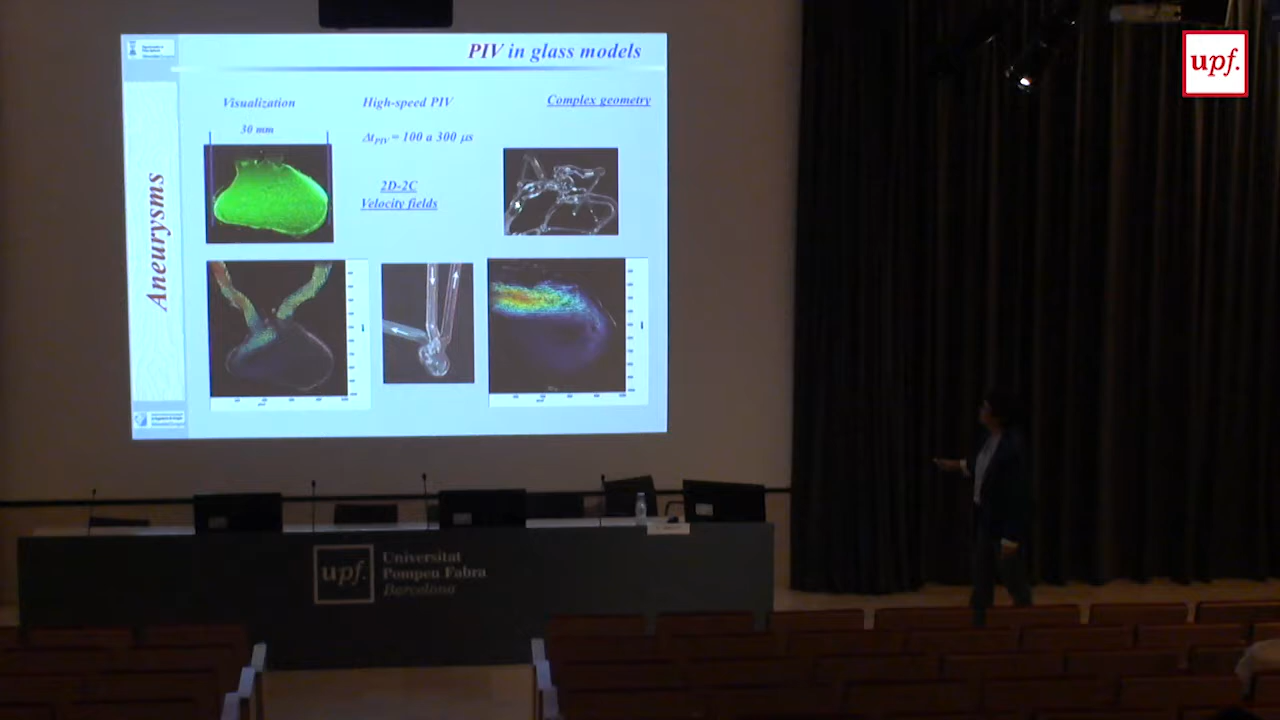 PIV in glass models
Visualization
High-speed PIV
Complex geometry
30 mm
ΔtPIV = 100 a 300 μs
2D-2C
Velocity fields
Aneurysms
upf.
upf.
Universitat
Pompeu Fabra
Barcelona